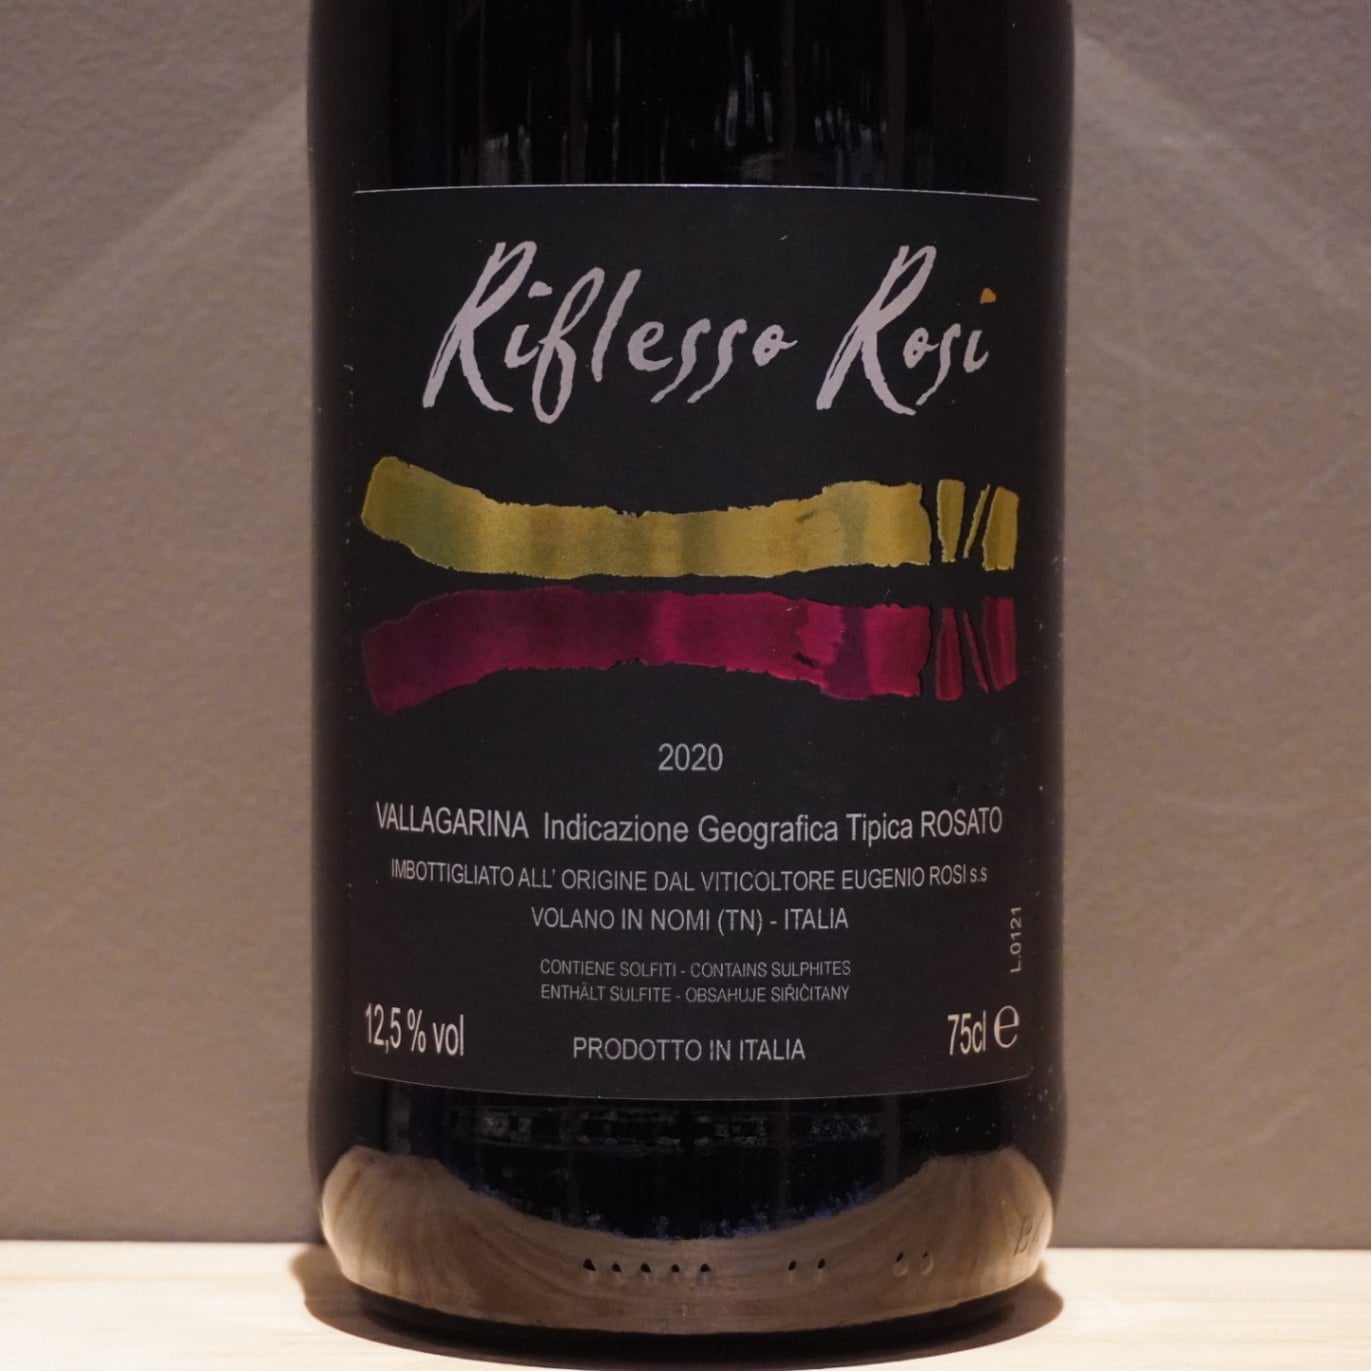 Riflesso Rosi
2020
VALLAGARINA Indicazione Geografica Tipica ROSATO
IMBOTTIGLIATO ALL' ORIGINE DAL VITICOLTORE EUGENIO ROSI s.s
VOLANO IN NOMI (TN) - ITALIA
L.0121
CONTIENE SOLFITI - CONTAINS SULPHITES
ENTHÄLT SULFITE - OBSAHUJE SIŘIČITANY
12,5 % vol
PRODOTTO IN ITALIA
75cl e